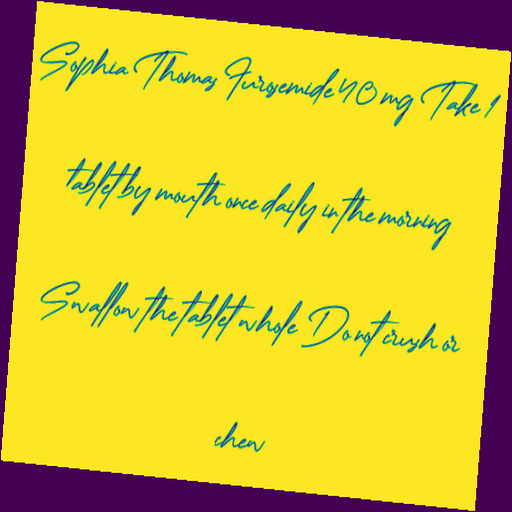 Sophia Thomas Furosemide 40 mg Take 1
tablet by mouth once daily in the morning
Swallow the tablet whole Do not crush or
chew